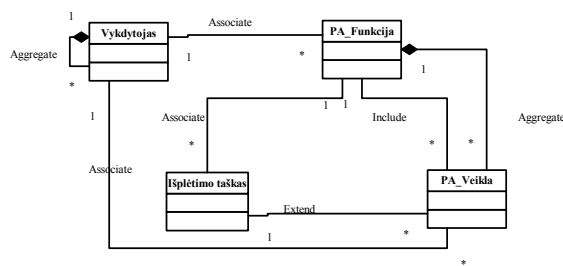 1
Associate
Vykdytojas
PA_Funkcija
Aggregate
1
*
1
*
1
1
1
Associate
Include
Aggregate
*
*
*
Associate
Išplėtimo taškas
PA_Veikla
Extend
1
*
*